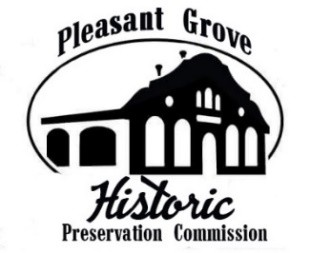 Pleasant Grove
Historic
Preservation Commission